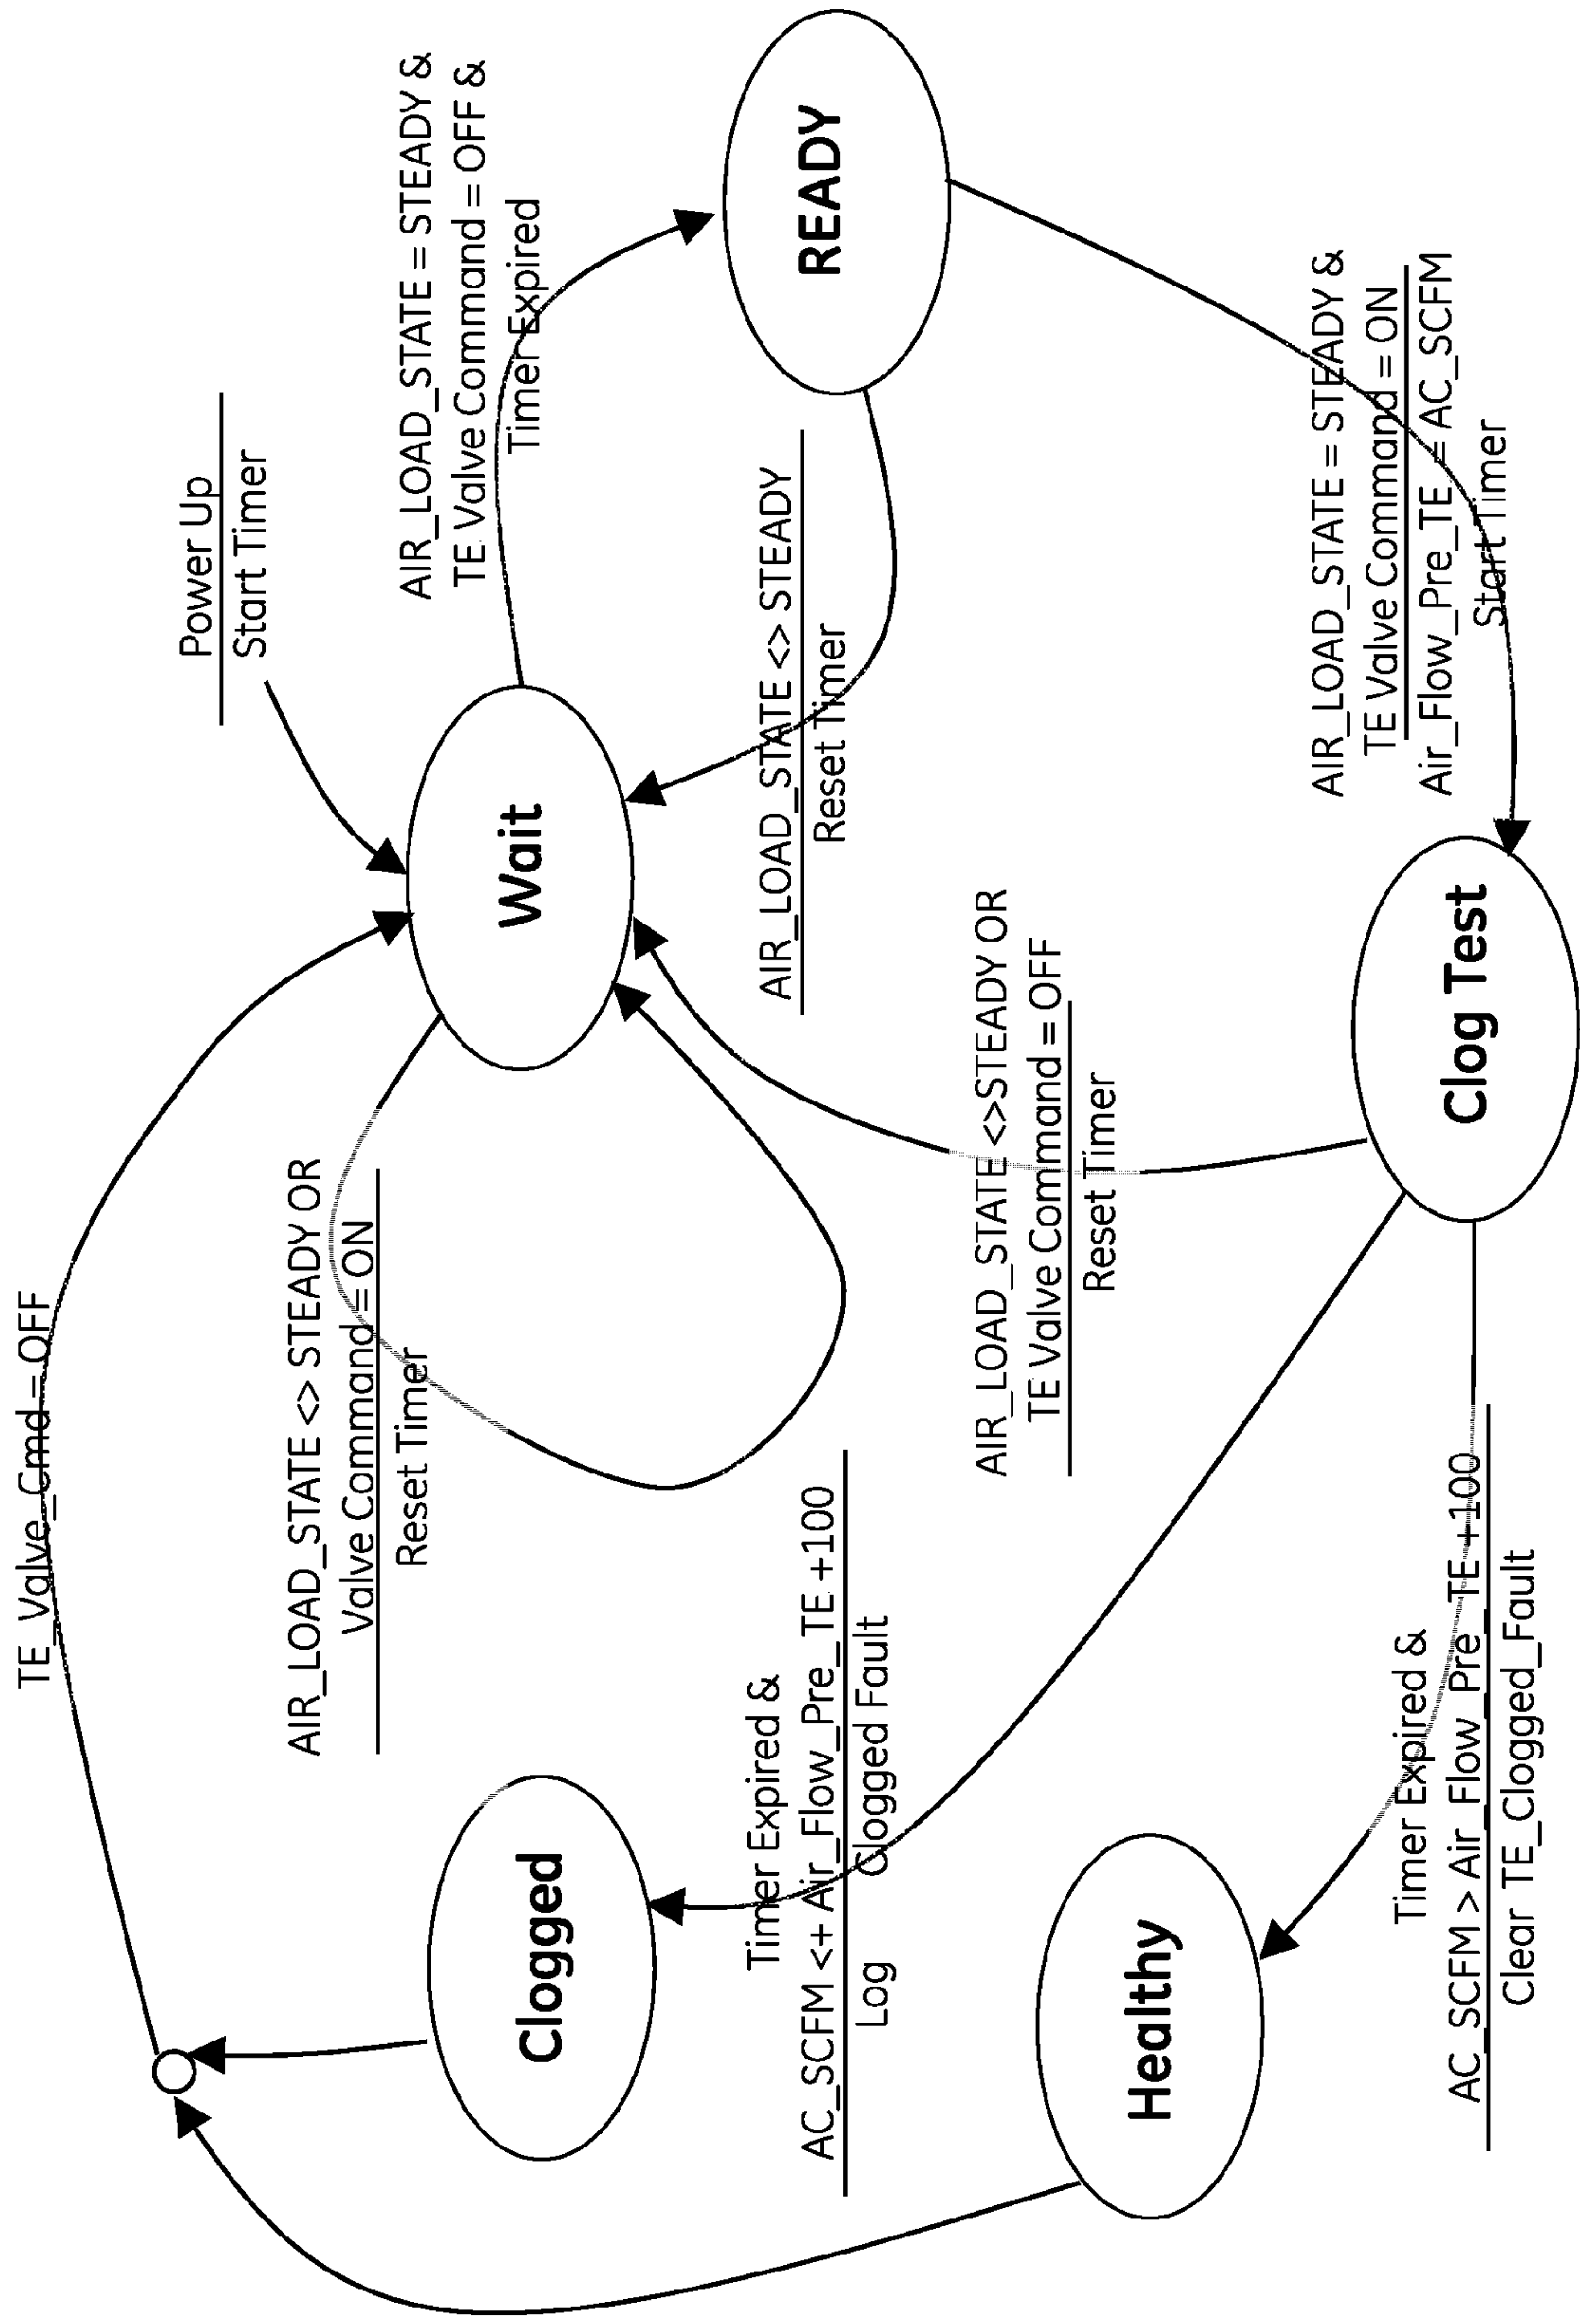 TE_Valve_Cmd = OFF
Power Up
Start Timer
AIR_LOAD_STATE <> STEADY OR
Valve Command = ON
Reset Timer
AIR_LOAD_STATE = STEADY &
TE Valve Command = OFF &
Timer Expired
Clogged
Wait
READY
Timer Expired &
AC_SCFM <+ Air_Flow_Pre_TE +100
Log Clogged Fault
AIR_LOAD_STATE <> STEADY
Reset Timer
AIR_LOAD_STATE <>STEADY OR
TE Valve Command = OFF
Reset Timer
Healthy
AIR_LOAD_STATE = STEADY &
TE Valve Command = ON
Air_Flow_Pre_TE = AC_SCFM
Start Timer
Timer Expired &
AC_SCFM > Air_Flow_Pre_TE +100
Clear TE_Clogged_Fault
Clog Test